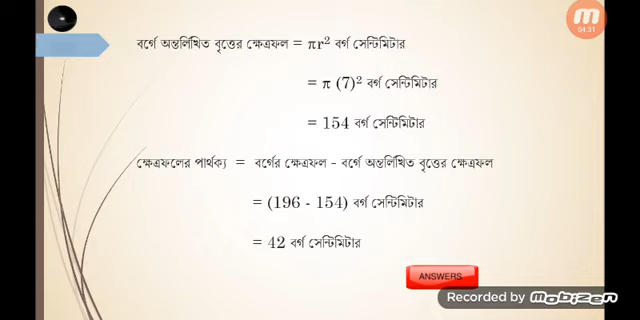 04:31
বর্গে অন্তর্লিখিত বৃত্তের ক্ষেত্রফল = πr² বর্গ সেন্টিমিটার
= π (7)² বর্গ সেন্টিমিটার
= 154 বর্গ সেন্টিমিটার
ক্ষেত্রফলের পার্থক্য = বর্গের ক্ষেত্রফল - বর্গে অন্তর্লিখিত বৃত্তের ক্ষেত্রফল
= (196 - 154) বর্গ সেন্টিমিটার
= 42 বর্গ সেন্টিমিটার
ANSWERS
Recorded by mobizen